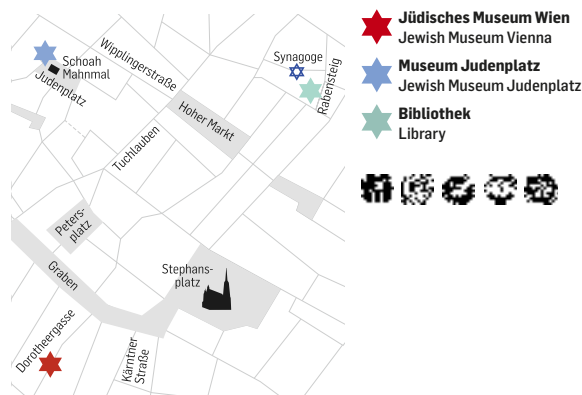 Schoah
Mahnmal
Judenplatz
Wipplingerstraße
Synagoge
Rabensteig
Hoher Markt
Tuchlauben
Peters-
platz
Graben
Stephans-
platz
Dorotheergasse
Kärntner
Straße
Jüdisches Museum Wien
Jewish Museum Vienna
Museum Judenplatz
Jewish Museum Judenplatz
Bibliothek
Library